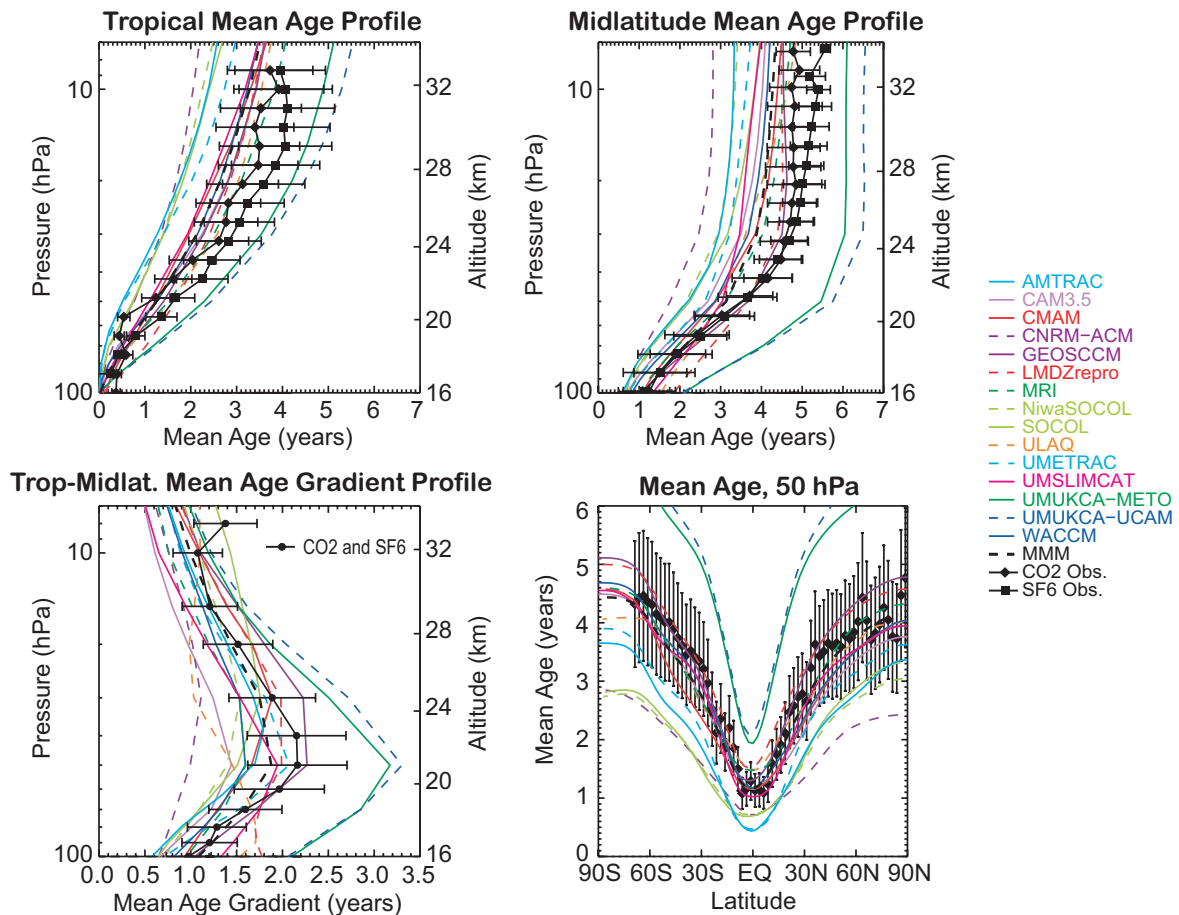 Tropical Mean Age Profile
10
100
Pressure (hPa)
32
28
24
20
16
Altitude (km)
0 1 2 3 4 5 6 7
Mean Age (years)
Midlatitude Mean Age Profile
10
100
Pressure (hPa)
32
28
24
20
16
Altitude (km)
0 1 2 3 4 5 6 7
Mean Age (years)
Trop-Midlat. Mean Age Gradient Profile
CO2 and SF6
10
100
Pressure (hPa)
32
28
24
20
16
Altitude (km)
0.0 0.5 1.0 1.5 2.0 2.5 3.0 3.5
Mean Age Gradient (years)
Mean Age, 50 hPa
6
5
4
3
2
1
0
Mean Age (years)
90S 60S 30S EQ 30N 60N 90N
Latitude
AMTRAC
CAM3.5
CMAM
CNRM-ACM
GEOSCCM
LMDZrepro
MRI
NiwaSOCOL
SOCOL
ULAQ
UMETRAC
UMSLIMCAT
UMUKCA-METO
UMUKCA-UCAM
WACCM
MMM
CO2 Obs.
SF6 Obs.